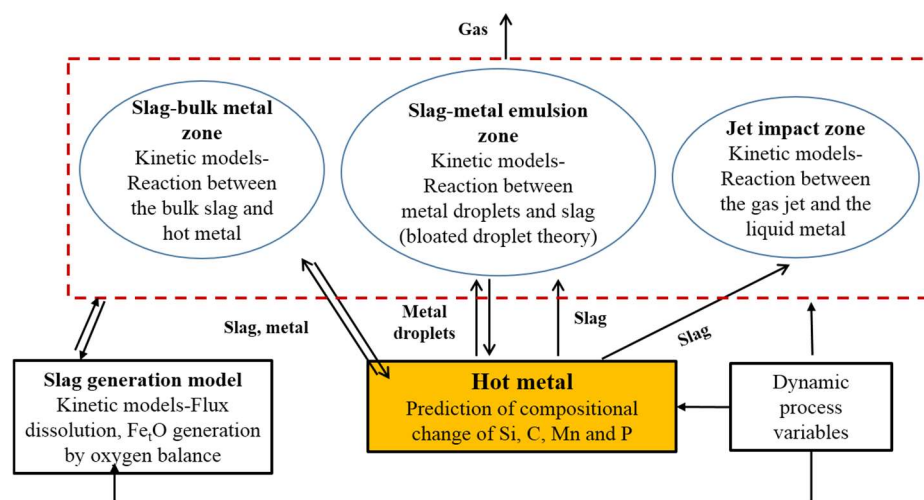 Gas
Slag-bulk metal
zone
Kinetic models-
Reaction between
the bulk slag and
hot metal
Slag-metal emulsion
zone
Kinetic models-
Reaction between
metal droplets and slag
(bloated droplet theory)
Jet impact zone
Kinetic models-
Reaction between
the gas jet and the
liquid metal
Slag, metal
Metal
droplets
Slag
Slag
Slag generation model
Kinetic models-Flux
dissolution, FeₜO generation
by oxygen balance
Hot metal
Prediction of compositional
change of Si, C, Mn and P
Dynamic
process
variables